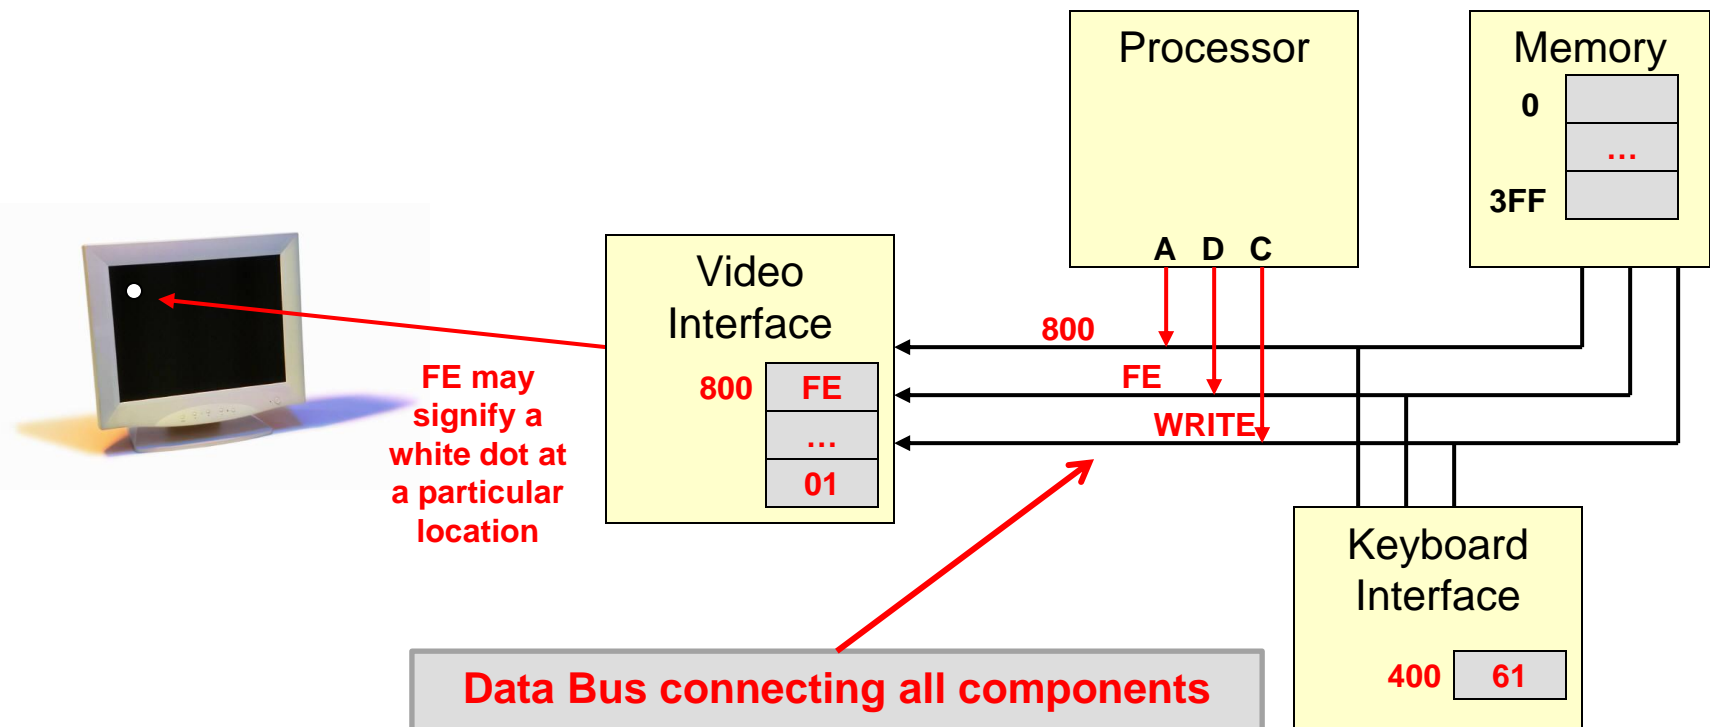 Processor
A D C
Memory
0
...
3FF
Video
Interface
800 FE
...
01
800
FE
WRITE
FE may
signify a
white dot at
a particular
location
Keyboard
Interface
400 61
Data Bus connecting all components